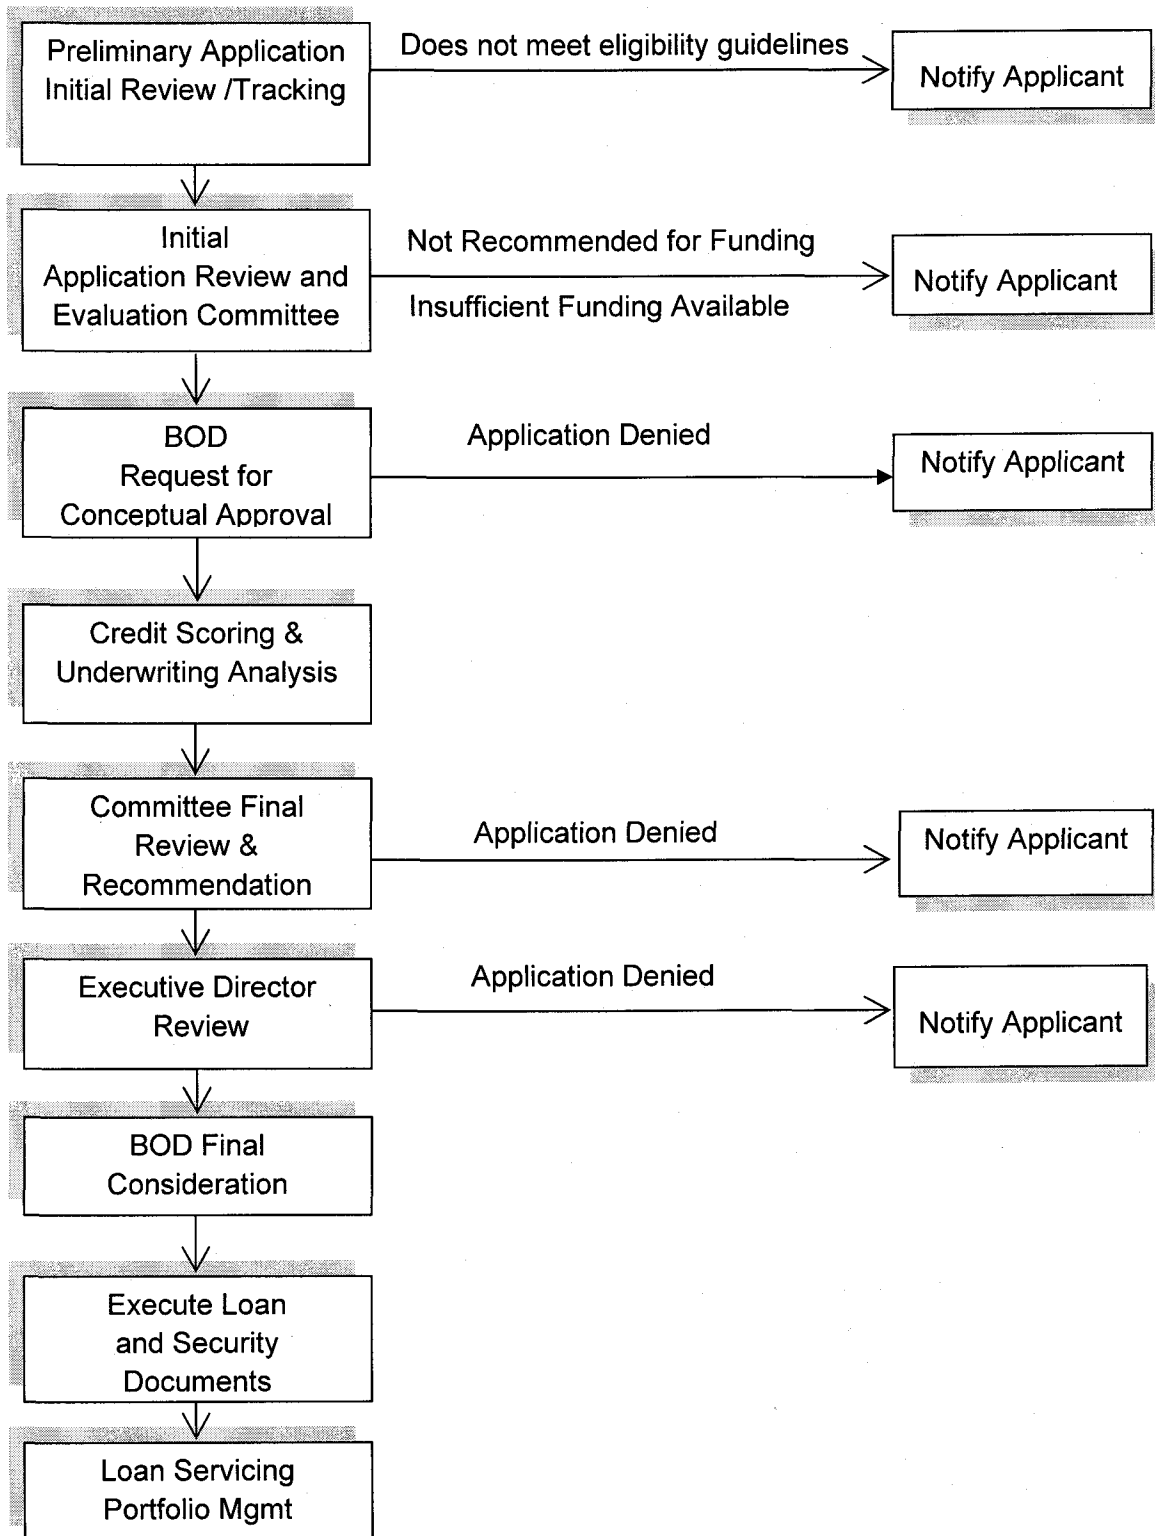 Preliminary Application
Initial Review /Tracking
Does not meet eligibility guidelines
Notify Applicant
Initial
Application Review and
Evaluation Committee
Not Recommended for Funding
Insufficient Funding Available
Notify Applicant
BOD
Request for
Conceptual Approval
Application Denied
Notify Applicant
Credit Scoring &
Underwriting Analysis
Committee Final
Review &
Recommendation
Application Denied
Notify Applicant
Executive Director
Review
Application Denied
Notify Applicant
BOD Final
Consideration
Execute Loan
and Security
Documents
Loan Servicing
Portfolio Mgmt